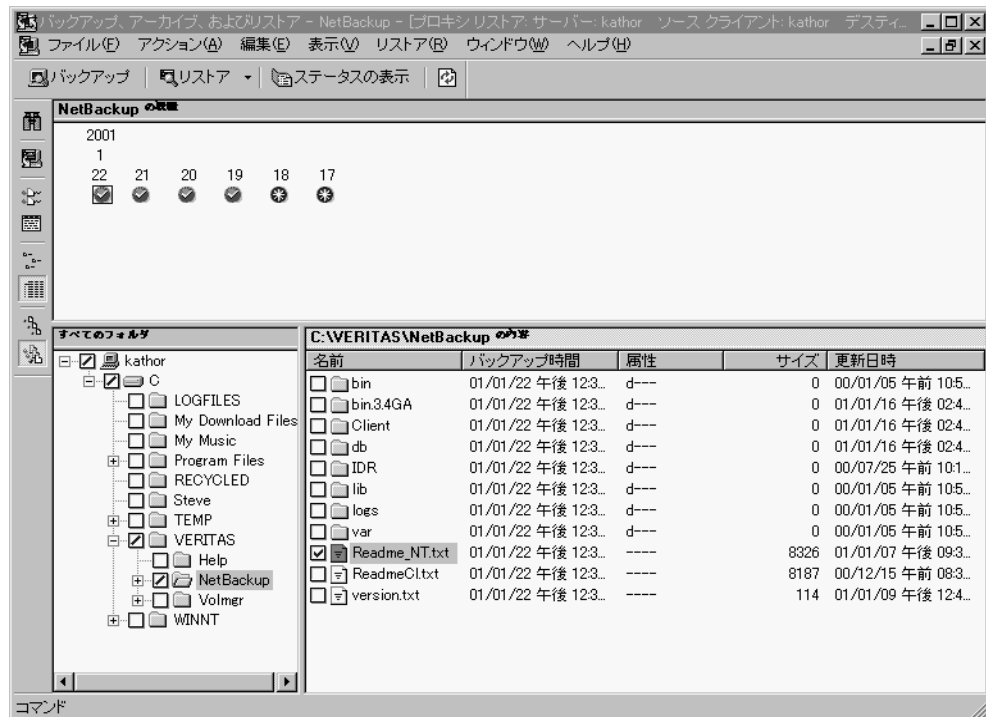 バックアップ、アーカイブ、およびリストア - NetBackup - [プロキシ リストア: サーバー: kathor ソース クライアント: kathor デスティ...
ファイル(F) アクション(A) 編集(E) 表示(V) リストア(R) ウィンドウ(W) ヘルプ(H)
バックアップ リストア ステータスの表示
NetBackup の履歴
2001
1
22 21 20 19 18 17
すべてのフォルダ
kathor
C
LOGFILES
My Download Files
My Music
Program Files
RECYCLED
Steve
TEMP
VERITAS
Help
NetBackup
Volmgr
WINNT
C:\VERITAS\NetBackup の内容
名前 バックアップ時間 属性 サイズ 更新日時
bin 01/01/22 午後 12:3... d--- 0 00/01/05 午前 10:5...
bin.3.4GA 01/01/22 午後 12:3... d--- 0 01/01/16 午後 02:4...
Client 01/01/22 午後 12:3... d--- 0 01/01/16 午後 02:4...
db 01/01/22 午後 12:3... d--- 0 01/01/16 午後 02:4...
IDR 01/01/22 午後 12:3... d--- 0 00/07/25 午前 10:1...
lib 01/01/22 午後 12:3... d--- 0 00/01/05 午前 10:5...
logs 01/01/22 午後 12:3... d--- 0 00/01/05 午前 10:5...
var 01/01/22 午後 12:3... d--- 0 00/01/05 午前 10:5...
Readme_NT.txt 01/01/22 午後 12:3... ---- 8326 01/01/07 午後 09:3...
ReadmeCl.txt 01/01/22 午後 12:3... ---- 8187 00/12/15 午前 08:3...
version.txt 01/01/22 午後 12:3... ---- 114 01/01/09 午後 12:4...
コマンド